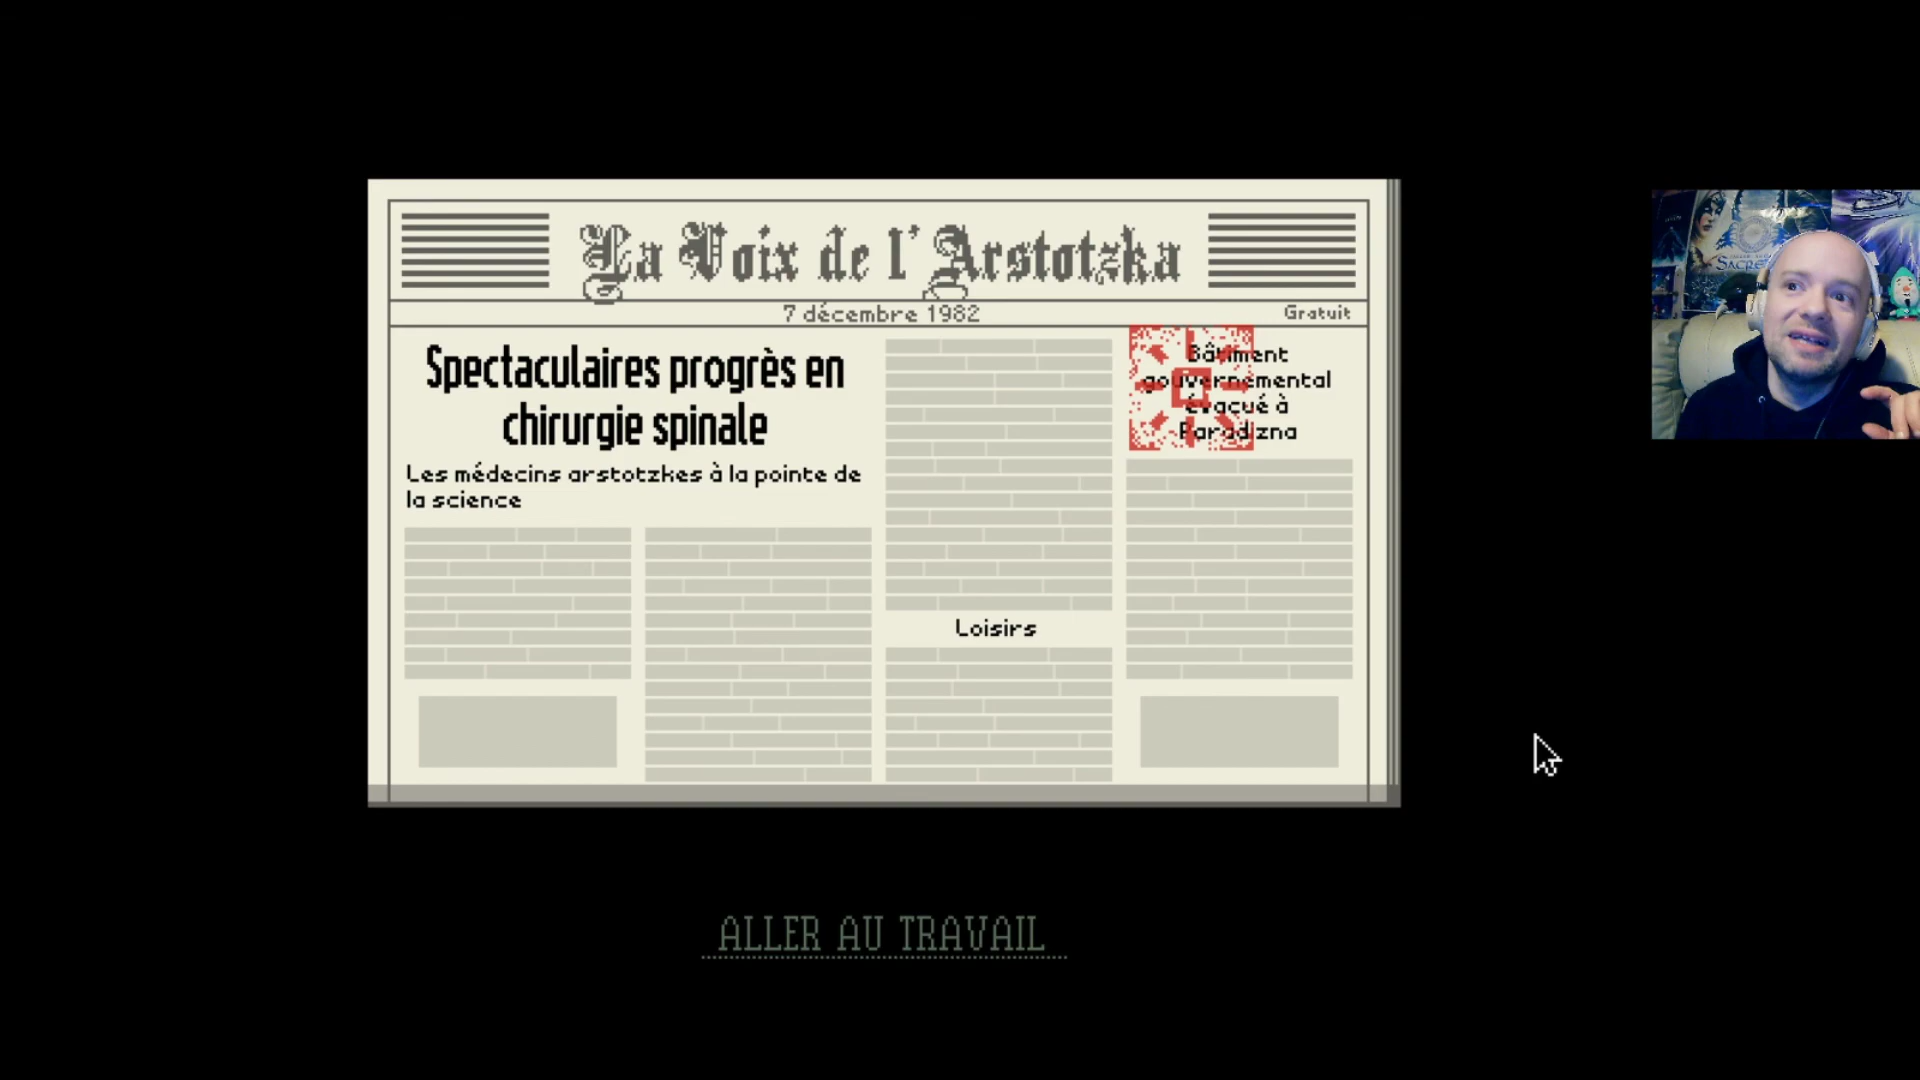 La Voix de l'Arstotzka
7 décembre 1982
Gratuit
Spectaculaires progrès en
chirurgie spinale
Les médecins arstotzkes à la pointe de
la science
Loisirs
Bâtiment
gouvernemental
évacué à
Paradizna
SACRE
ALLER AU TRAVAIL